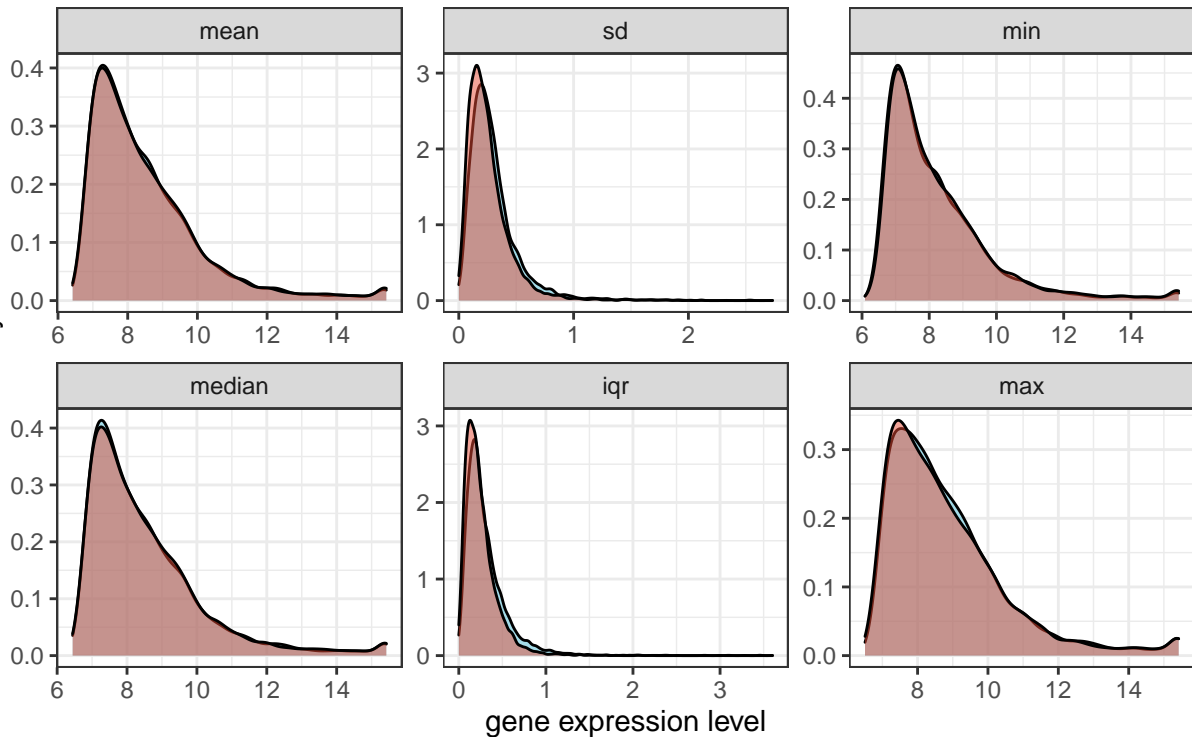 mean sd min
0.4 3 0.4
0.3 2 0.3
0.2 1 0.2
0.1 0.1
0.0 0 0.0
6 8 10 12 14 0 1 2 6 8 10 12 14
median iqr max
0.4 3 0.3
0.3 2 0.2
0.2 1 0.1
0.1
0.0 0 0.0
6 8 10 12 14 0 1 2 3 8 10 12 14
gene expression level